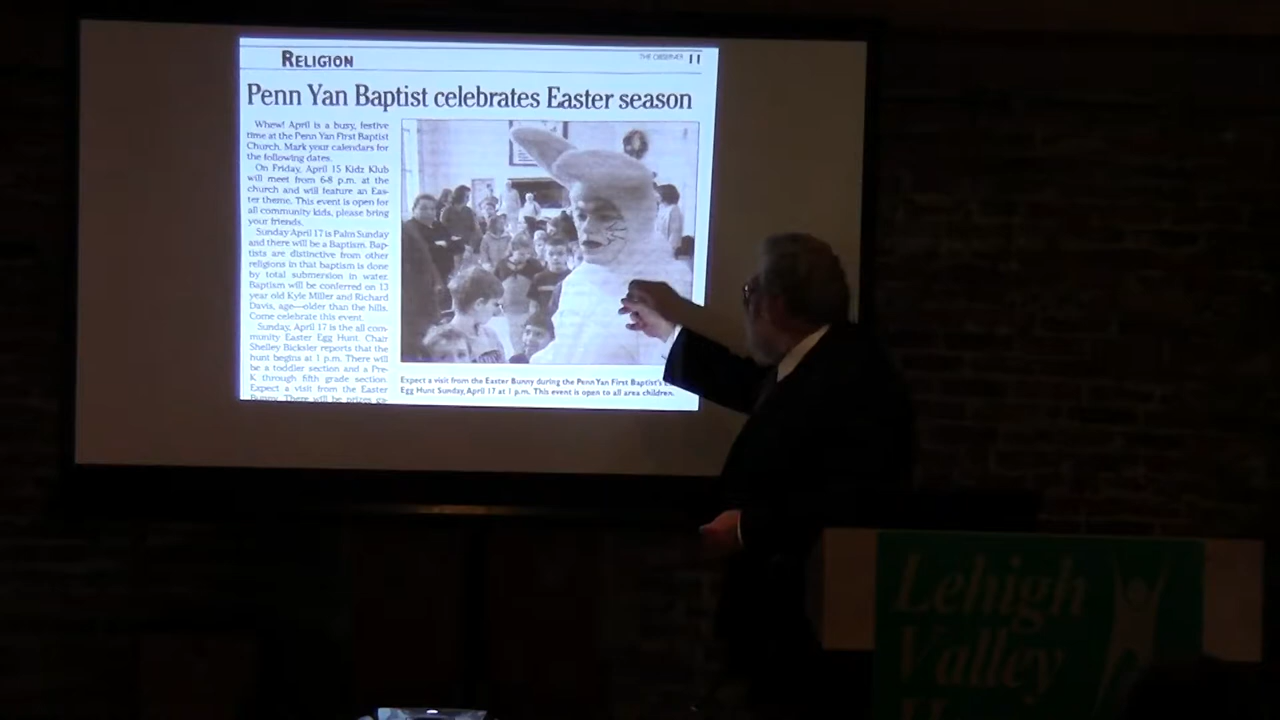 RELIGION
THE OBSERVER 11
Penn Yan Baptist celebrates Easter season
Whew! April is a busy, festive
time at the Penn Yan First Baptist
Church. Mark your calendars for
the following dates.
On Friday, April 15 Kidz Klub
will meet from 6-8 p.m. at the
church and will feature an Eas-
ter theme. This event is open for
all community kids, please bring
your friends.
Sunday April 17 is Palm Sunday
and there will be a Baptism. Bap-
tists are distinctive from other
religions in that baptism is done
by total submersion in water.
Baptism will be conferred on 13
year old Kyle Miller and Richard
Davis, age—older than the hills.
Come celebrate this event.
Sunday, April 17 is the all com-
munity Easter Egg Hunt. Chair
Shelley Bicksler reports that the
hunt begins at 1 p.m. There will
be a toddler section and a Pre-
K through fifth grade section.
Expect a visit from the Easter
Bunny. There will be prizes ga-
Expect a visit from the Easter Bunny during the Penn Yan First Baptist's
Egg Hunt Sunday, April 17 at 1 p.m. This event is open to all area children.
Lehigh
Valley